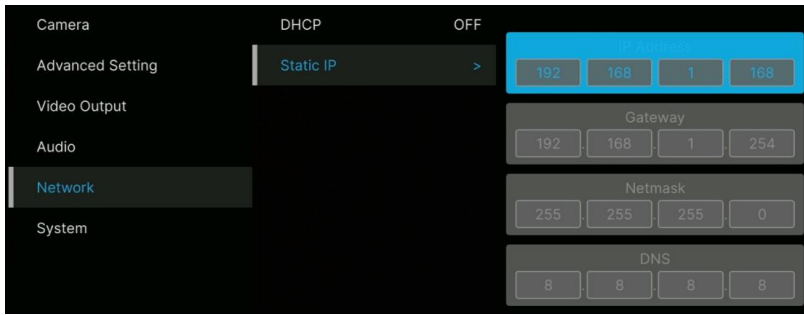 Camera
Advanced Setting
Video Output
Audio
Network
System
DHCP OFF
Static IP >
IP Address
192 168 1 168
Gateway
192 . 168 . 1 . 254
Netmask
255 . 255 . 255 . 0
DNS
8 . 8 . 8 . 8